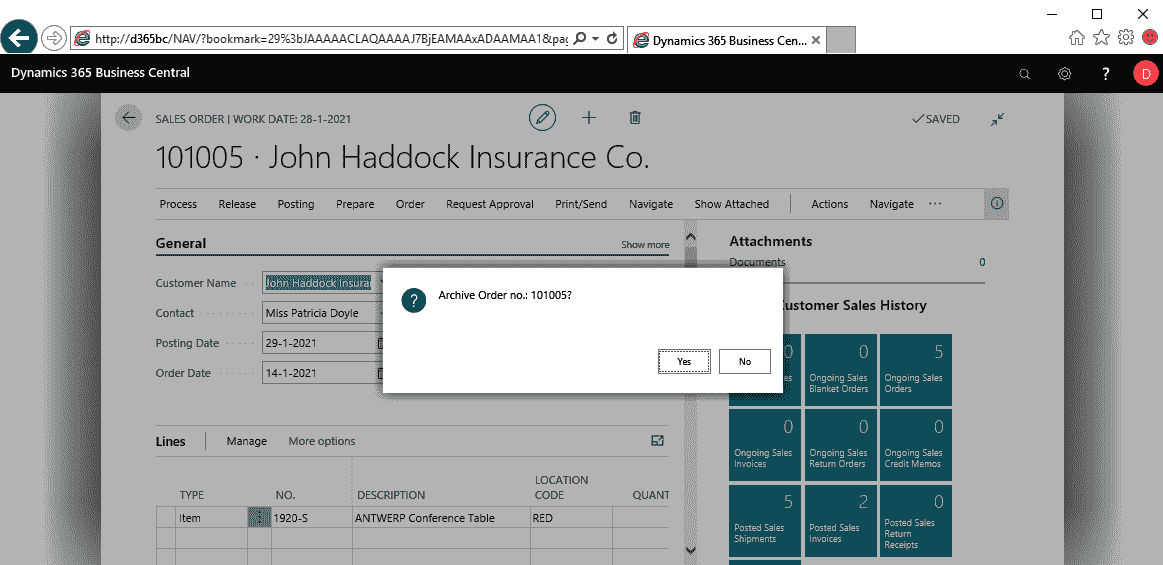 http://d365bc/NAV/?bookmark=29%3bJAAAAACLAQAAAAJ7BjEAMAAxADAAMAA1&pag
Dynamics 365 Business Cen...
Dynamics 365 Business Central
? D
SALES ORDER | WORK DATE: 28-1-2021
SAVED
101005 · John Haddock Insurance Co.
Process Release Posting Prepare Order Request Approval Print/Send Navigate Show Attached Actions Navigate ...
General Show more
Customer Name John Haddock Insura
Contact Miss Patricia Doyle
Posting Date 29-1-2021
Order Date 14-1-2021
? Archive Order no.: 101005?
Yes No
Attachments
Documents 0
ustomer Sales History
0
es
0
Ongoing Sales
Blanket Orders
5
Ongoing Sales
Orders
0
Ongoing Sales
Invoices
0
Ongoing Sales
Return Orders
0
Ongoing Sales
Credit Memos
5
Posted Sales
Shipments
2
Posted Sales
Invoices
0
Posted Sales
Return
Receipts
Lines Manage More options
TYPE NO. DESCRIPTION LOCATION
CODE QUANT
Item 1920-S ANTWERP Conference Table RED